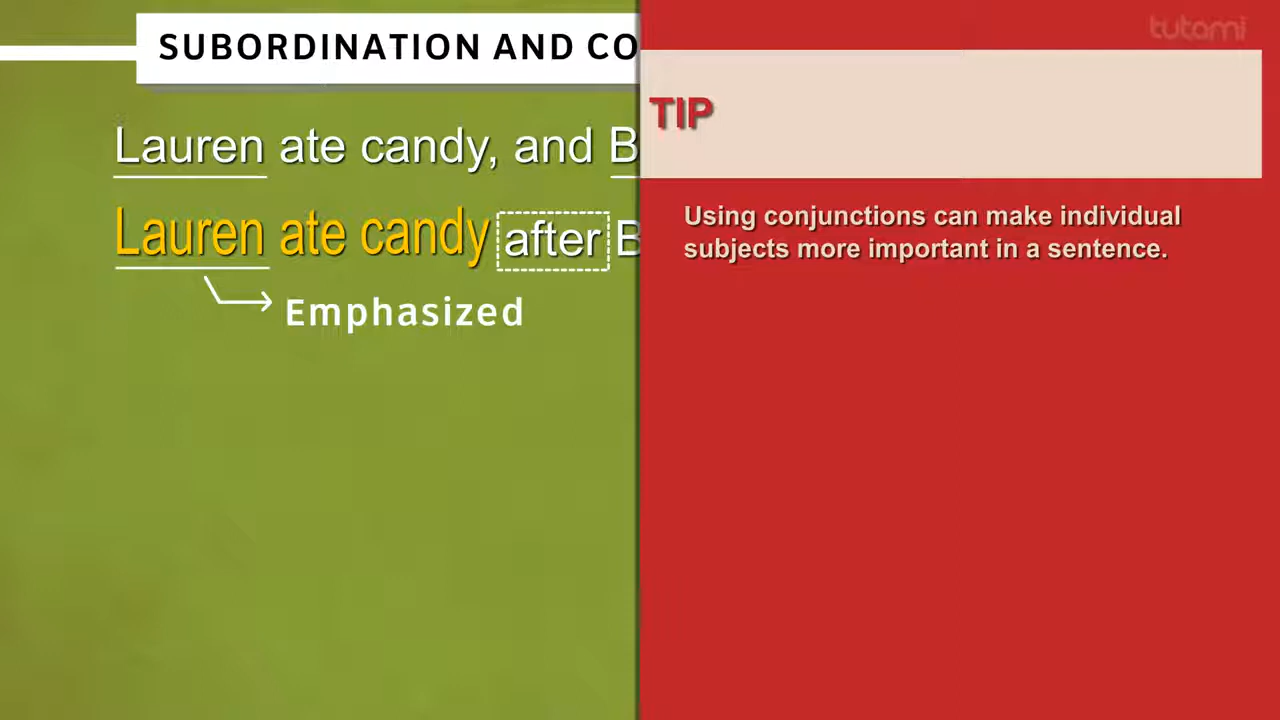 SUBORDINATION AND CO
tutami
TIP
Lauren ate candy, and B
Lauren ate candy after B
Emphasized
Using conjunctions can make individual
subjects more important in a sentence.